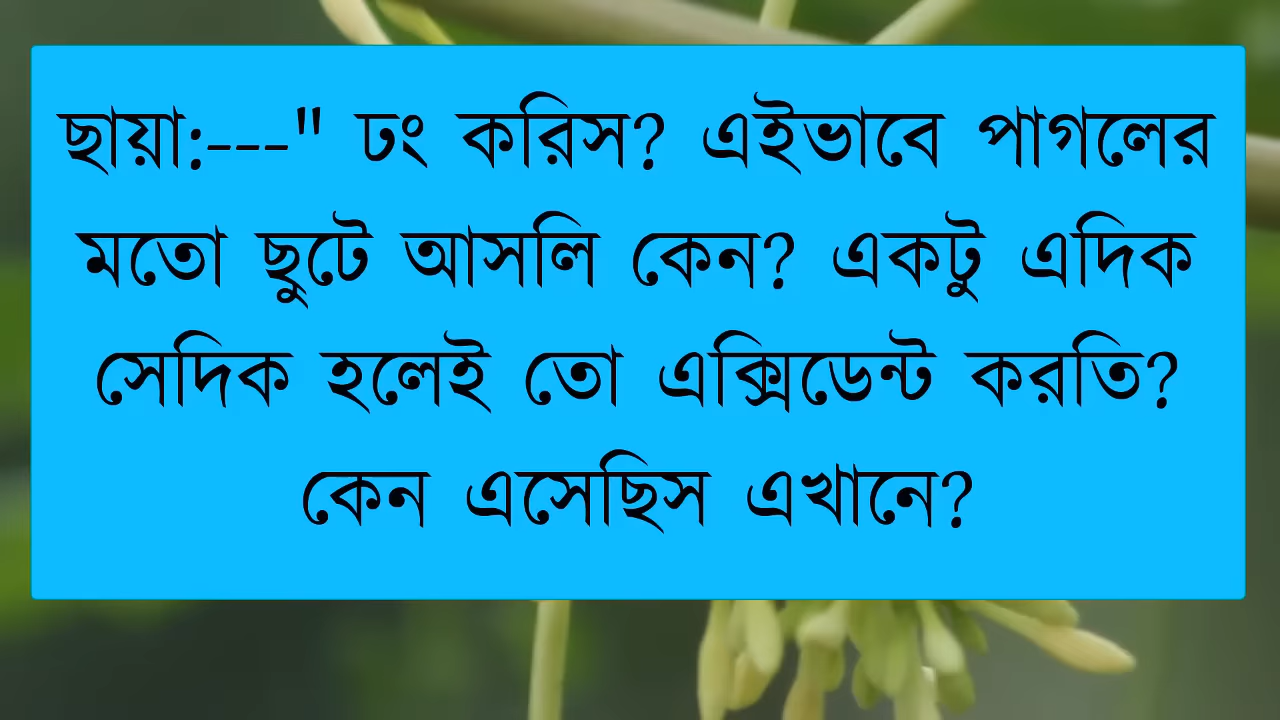 ছায়া:---" ঢং করিস? এইভাবে পাগলের
মতো ছুটে আসলি কেন? একটু এদিক
সেদিক হলেই তো এক্সিডেন্ট করতি?
কেন এসেছিস এখানে?